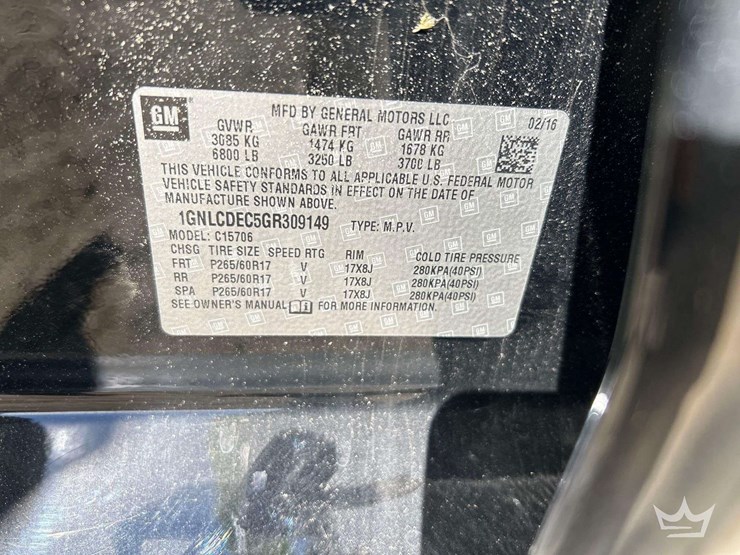 GM
MFD BY GENERAL MOTORS LLC 02/16
GVWR GAWR FRT GAWR RR
3085 KG 1474 KG 1678 KG
6800 LB 3250 LB 3700 LB
THIS VEHICLE CONFORMS TO ALL APPLICABLE U.S. FEDERAL MOTOR
VEHICLE SAFETY STANDARDS IN EFFECT ON THE DATE OF
MANUFACTURE SHOWN ABOVE.
1GNLCDEC5GR309149 TYPE: M.P.V.
MODEL: C15706
CHSG TIRE SIZE SPEED RTG RIM COLD TIRE PRESSURE
FRT P265/60R17 V 17X8J 280KPA(40PSI)
RR P265/60R17 V 17X8J 280KPA(40PSI)
SPA P265/60R17 V 17X8J 280KPA(40PSI)
SEE OWNER'S MANUAL FOR MORE INFORMATION.